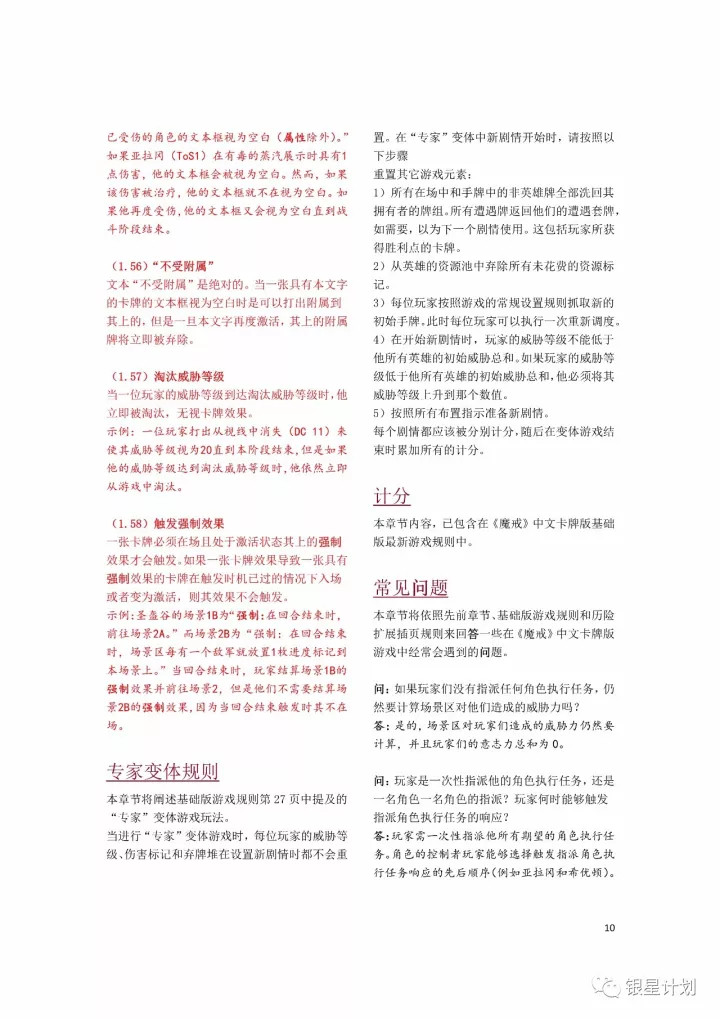 已受伤的角色的文本框视为空白（属性除外）。”
如果亚拉冈（ToS1）在有毒的蒸汽展示时具有1
点伤害，他的文本框会被视为空白。然而，如果
该伤害被治疗，他的文本框就不在视为空白。如
果他再度受伤,他的文本框又会视为空白直到战
斗阶段结束。
（1.56）“不受附属”
文本“不受附属”是绝对的。当一张具有本文字
的卡牌的文本框视为空白时是可以打出附属到
其上的，但是一旦本文字再度激活，其上的附属
牌将立即被弃除。
（1.57）淘汰威胁等级
当一位玩家的威胁等级到达淘汰威胁等级时,他
立即被淘汰，无视卡牌效果。
示例：一位玩家打出从视线中消失（DC 11）来
使其威胁等级视为20直到本阶段结束,但是如果
他的威胁等级达到淘汰威胁等级时,他依然立即
从游戏中淘汰。
（1.58）触发强制效果
一张卡牌必须在场且处于激活状态其上的强制
效果才会触发。如果一张卡牌效果导致一张具有
强制效果的卡牌在触发时机已过的情况下入场
或者变为激活，则其效果不会触发。
示例:圣盔谷的场景1B为“强制:在回合结束时，
前往场景2A。”而场景2B为“强制：在回合结束
时，场景区每有一个敌军就放置1枚进度标记到
本场景上。”当回合结束时，玩家结算场景1B的
强制效果并前往场景2，但是他们不需要结算场
景2B的强制效果,因为当回合结束触发时其不在
场。
专家变体规则
本章节将阐述基础版游戏规则第 27 页中提及的
“专家”变体游戏玩法。
当进行“专家”变体游戏时，每位玩家的威胁等
级、伤害标记和弃牌堆在设置新剧情时都不会重
置。在“专家”变体中新剧情开始时，请按照以
下步骤
重置其它游戏元素：
1）所有在场中和手牌中的非英雄牌全部洗回其
拥有者的牌组。所有遭遇牌返回他们的遭遇套牌，
如需要，以为下一个剧情使用。这包括玩家所获
得胜利点的卡牌。
2）从英雄的资源池中弃除所有未花费的资源标
记。
3）每位玩家按照游戏的常规设置规则抓取新的
初始手牌。此时每位玩家可以执行一次重新调度。
4）在开始新剧情时，玩家的威胁等级不能低于
他所有英雄的初始威胁总和。如果玩家的威胁等
级低于他所有英雄的初始威胁总和,他必须将其
威胁等级上升到那个数值。
5）按照所有布置指示准备新剧情。
每个剧情都应该被分别计分,随后在变体游戏结
束时累加所有的计分。
计分
本章节内容，已包含在《魔戒》中文卡牌版基础
版最新游戏规则中。
常见问题
本章节将依照先前章节、基础版游戏规则和历险
扩展插页规则来回答一些在《魔戒》中文卡牌版
游戏中经常会遇到的问题。
问：如果玩家们没有指派任何角色执行任务，仍
然要计算场景区对他们造成的威胁力吗？
答：是的，场景区对玩家们造成的威胁力仍然要
计算，并且玩家们的意志力总和为 0。
问：玩家是一次性指派他的角色执行任务，还是
一名角色一名角色的指派？玩家何时能够触发
指派角色执行任务的响应？
答:玩家需一次性指派他所有期望的角色执行任
务。角色的控制者玩家能够选择触发指派角色执
行任务响应的先后顺序(例如亚拉冈和希优顿)。
10
银星计划